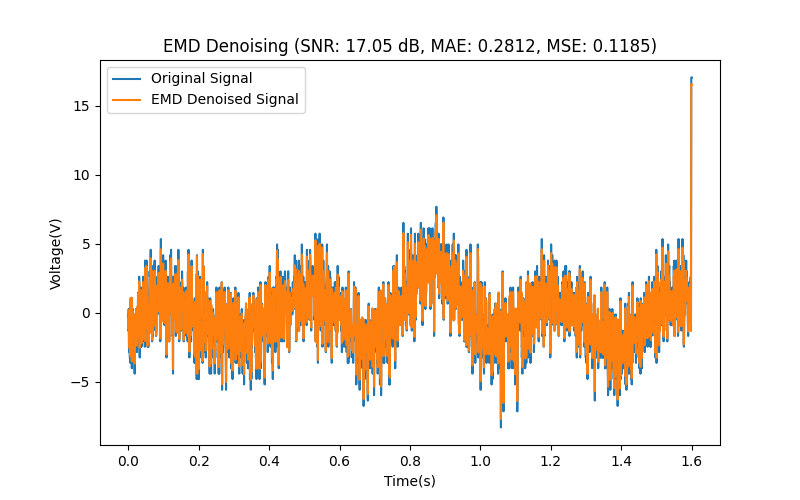 EMD Denoising (SNR: 17.05 dB, MAE: 0.2812, MSE: 0.1185)
Original Signal
EMD Denoised Signal
15
10
5
0
−5
Voltage(V)
0.0 0.2 0.4 0.6 0.8 1.0 1.2 1.4 1.6
Time(s)